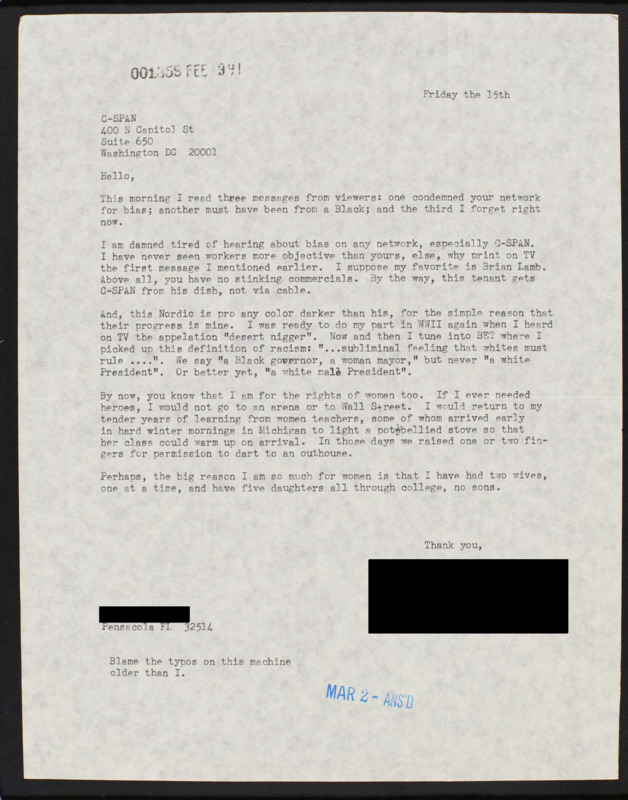 FEB 991
Friday the 15th
C-SPAN
400 N Capitol St
Suite 650
Washington DC  20001
Hello,
This morning I read three messages from viewers: one condemned your network
for bias; another must have been from a Black; and the third I forget right
now.
I am damned tired of hearing about bias on any network, especially C-SPAN.
I have never seen workers more objective than yours, else, why print on TV
the first message I mentioned earlier.  I suppose my favorite is Brian Lamb.
Above all, you have no stinking commercials.  By the way, this tenant gets
C-SPAN from his dish, not via cable.
And, this Nordic is pro any color darker than his, for the simple reason that
their progress is mine.  I was ready to do my part in WWII again when I heard
on TV the appelation "desert nigger".  Now and then I tune into BET where I
picked up this definition of racism: "...subliminal feeling that whites must
rule ....".  We say "a Black governor, a woman mayor," but never "a white
President".  Or better yet, "a white male President".
By now, you know that I am for the rights of women too.  If I ever needed
heroes, I would not go to an arena or to Wall Street.  I would return to my
tender years of learning from women teachers, some of whom arrived early
in hard winter mornings in Michigan to light a potbellied stove so that
her class could warm up on arrival.  In those days we raised one or two fin-
gers for permission to dart to an outhouse.
Perhaps, the big reason I am so much for women is that I have had two wives,
one at a time, and have five daughters all through college, no sons.
Thank you,
Pensacola FL  32514
Blame the typos on this machine
older than I.
MAR 2 - ANS'D